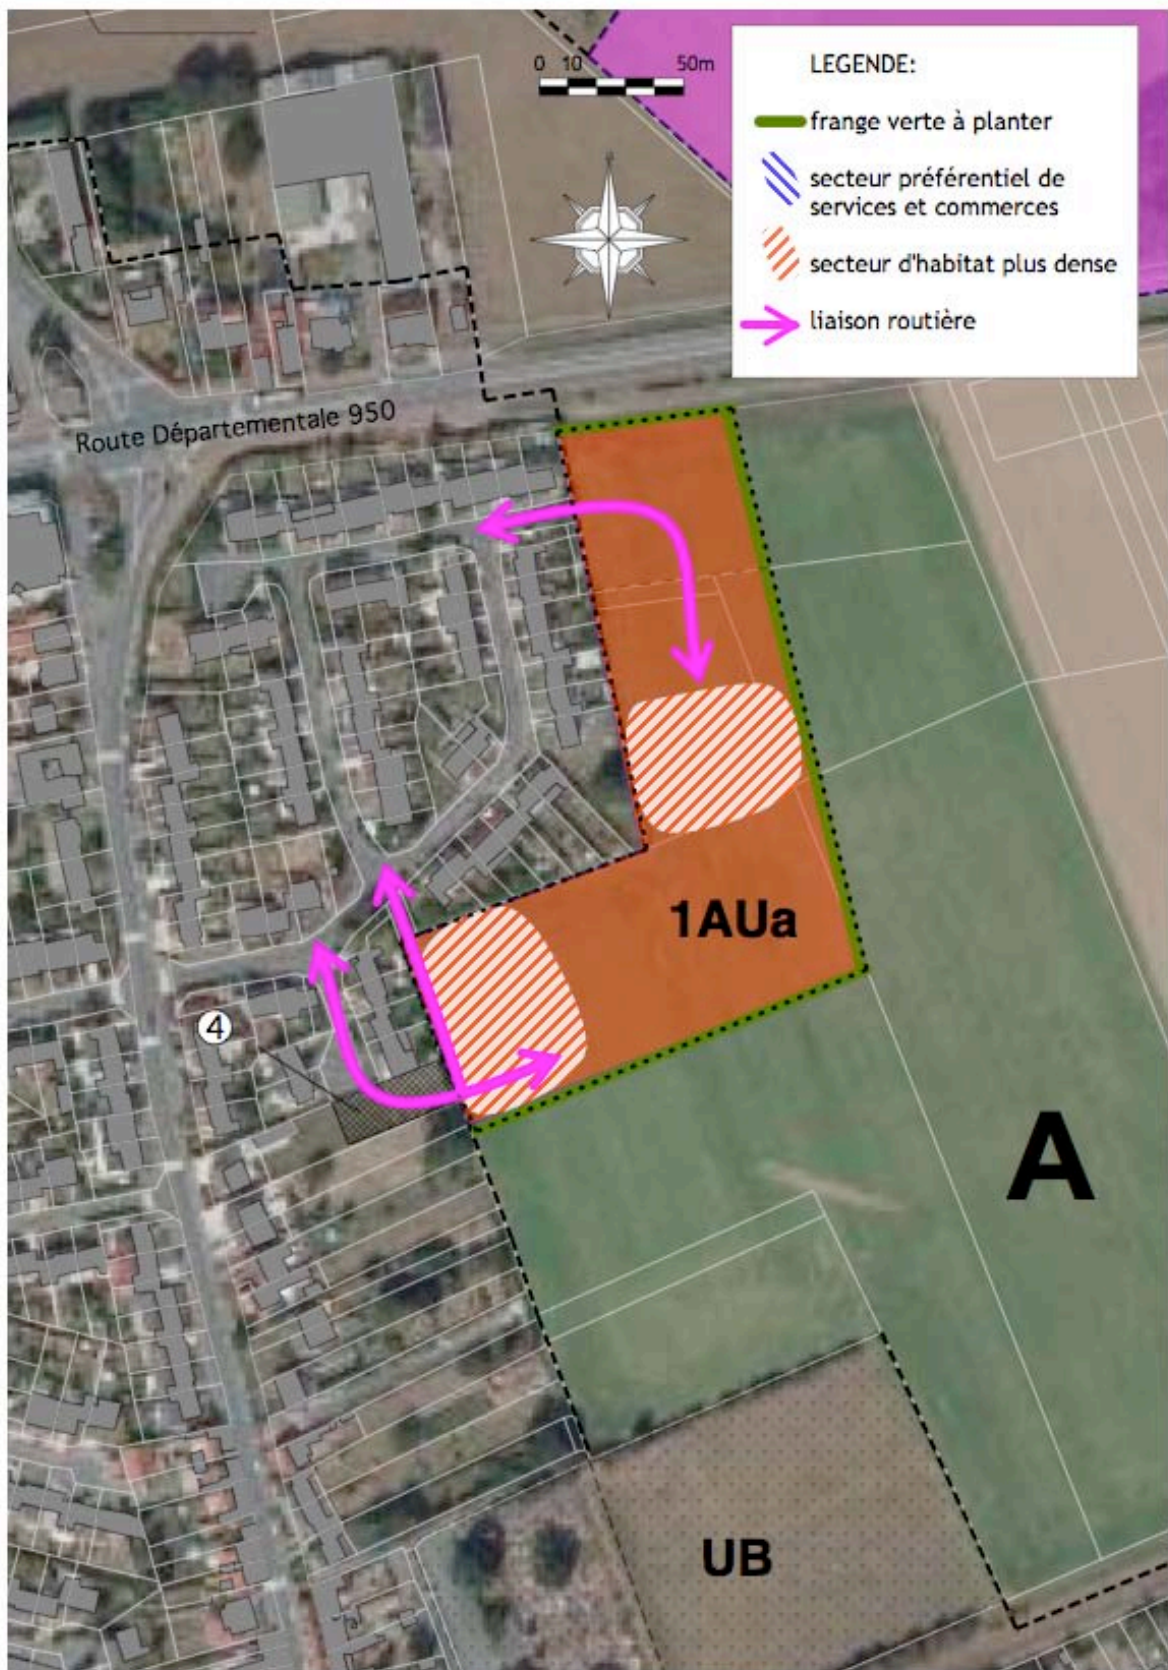 0 10 50m
LEGENDE:
frange verte à planter
secteur préférentiel de
services et commerces
secteur d'habitat plus dense
liaison routière
Route Départementale 950
1AUa
4
A
UB